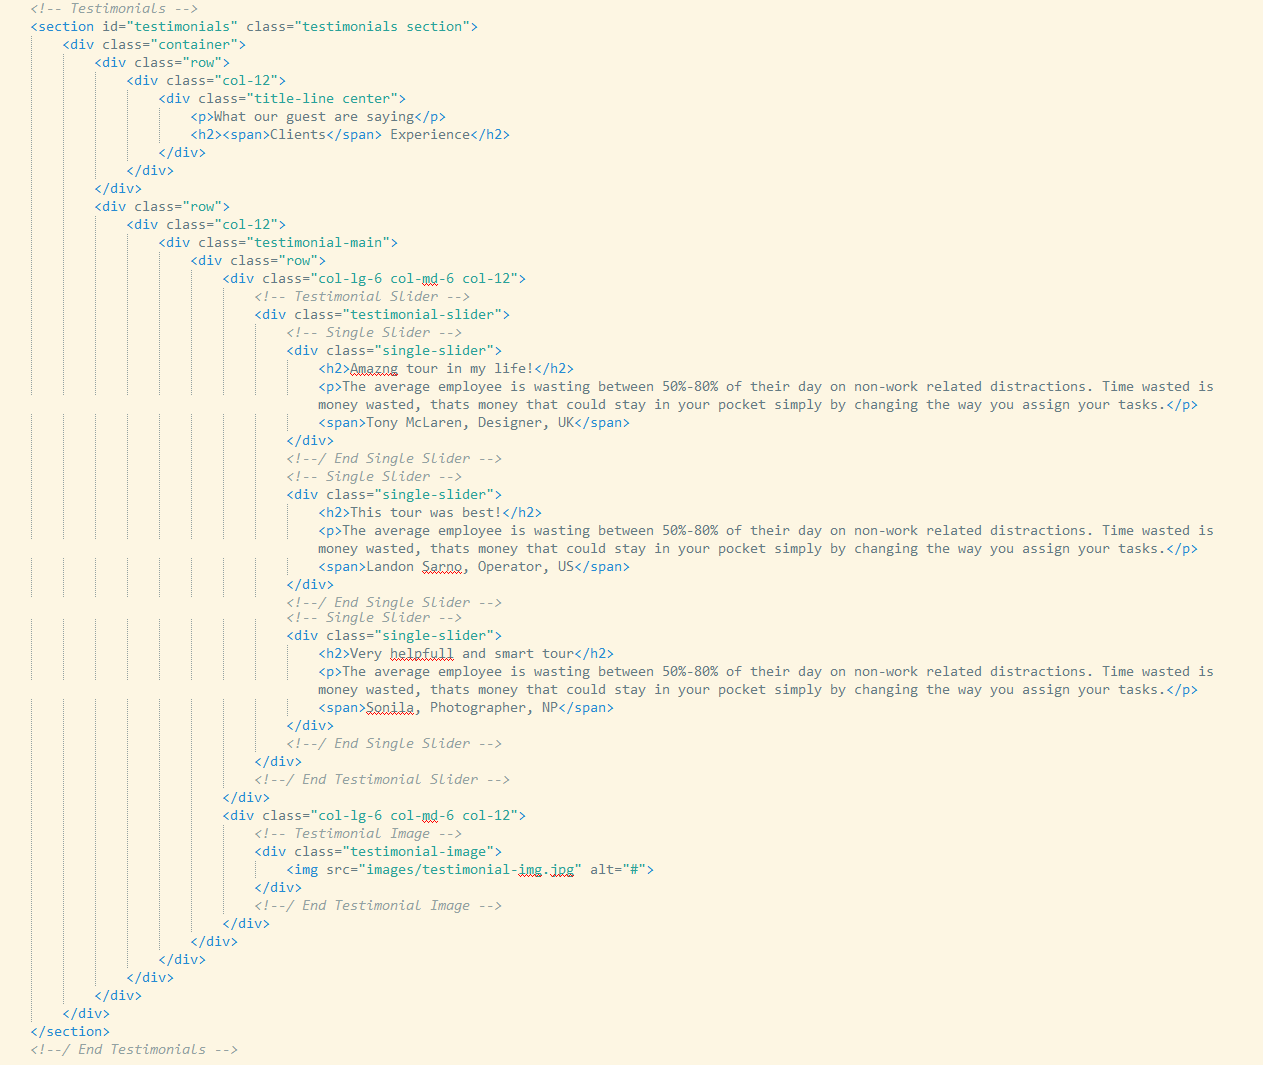 <!-- Testimonials -->
<section id="testimonials" class="testimonials section">
<div class="container">
<div class="row">
<div class="col-12">
<div class="title-line center">
<p>What our guest are saying</p>
<h2><span>Clients</span> Experience</h2>
</div>
</div>
</div>
<div class="row">
<div class="col-12">
<div class="testimonial-main">
<div class="row">
<div class="col-lg-6 col-md-6 col-12">
<!-- Testimonial Slider -->
<div class="testimonial-slider">
<!-- Single Slider -->
<div class="single-slider">
<h2>Amazng tour in my life!</h2>
<p>The average employee is wasting between 50%-80% of their day on non-work related distractions. Time wasted is
money wasted, thats money that could stay in your pocket simply by changing the way you assign your tasks.</p>
<span>Tony McLaren, Designer, UK</span>
</div>
<!--/ End Single Slider -->
<!-- Single Slider -->
<div class="single-slider">
<h2>This tour was best!</h2>
<p>The average employee is wasting between 50%-80% of their day on non-work related distractions. Time wasted is
money wasted, thats money that could stay in your pocket simply by changing the way you assign your tasks.</p>
<span>Landon Sarno, Operator, US</span>
</div>
<!--/ End Single Slider -->
<!-- Single Slider -->
<div class="single-slider">
<h2>Very helpfull and smart tour</h2>
<p>The average employee is wasting between 50%-80% of their day on non-work related distractions. Time wasted is
money wasted, thats money that could stay in your pocket simply by changing the way you assign your tasks.</p>
<span>Sonila, Photographer, NP</span>
</div>
<!--/ End Single Slider -->
</div>
<!--/ End Testimonial Slider -->
</div>
<div class="col-lg-6 col-md-6 col-12">
<!-- Testimonial Image -->
<div class="testimonial-image">
<img src="images/testimonial-img.jpg" alt="#">
</div>
<!--/ End Testimonial Image -->
</div>
</div>
</div>
</div>
</div>
</div>
</section>
<!--/ End Testimonials -->